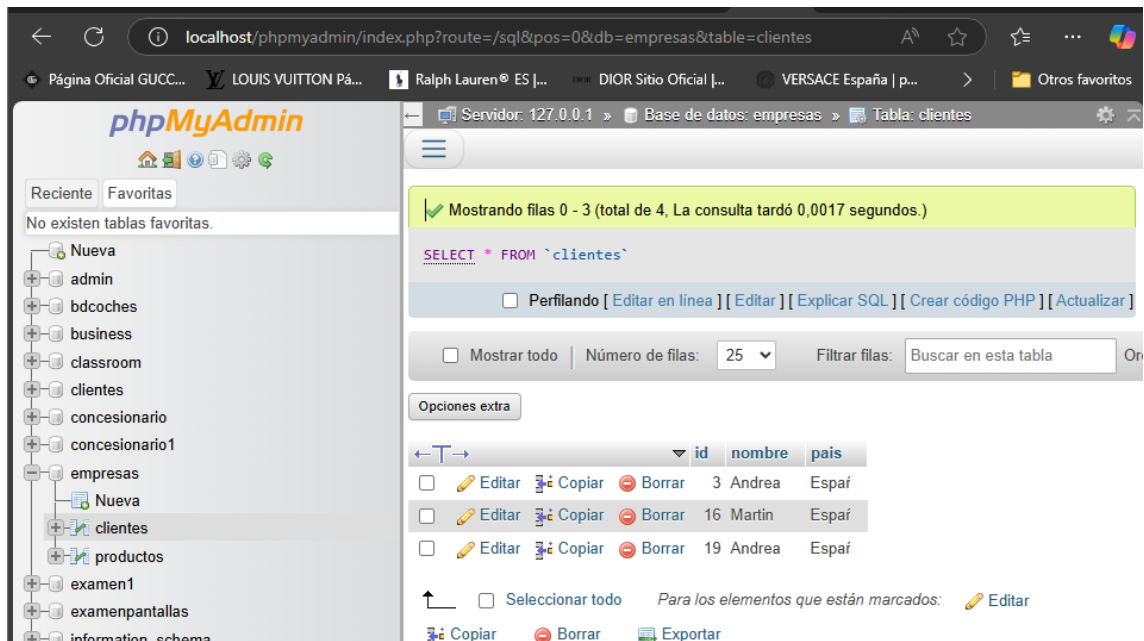 localhost/phpmyadmin/index.php?route=/sql&pos=0&db=empresas&table=clientes
Página Oficial GUCC... LOUIS VUITTON Pá... Ralph Lauren® ES |... DIOR Sitio Oficial |... VERSACE España | p... Otros favoritos
phpMyAdmin
Reciente Favoritas
No existen tablas favoritas.
Nueva
admin
bdcoches
business
classroom
clientes
concesionario
concesionario1
empresas
Nueva
clientes
productos
examen1
examenpantallas
information_schema
Servidor: 127.0.0.1 » Base de datos: empresas » Tabla: clientes
Mostrando filas 0 - 3 (total de 4, La consulta tardó 0,0017 segundos.)
SELECT * FROM `clientes`
Perfilando [ Editar en línea ] [ Editar ] [ Explicar SQL ] [ Crear código PHP ] [ Actualizar ]
Mostrar todo | Número de filas: 25 Filtrar filas: Buscar en esta tabla Or
Opciones extra
←T→ id nombre pais
Editar Copiar Borrar 3 Andrea Espaŕ
Editar Copiar Borrar 16 Martin Espaŕ
Editar Copiar Borrar 19 Andrea Espaŕ
Seleccionar todo Para los elementos que están marcados: Editar
Copiar Borrar Exportar